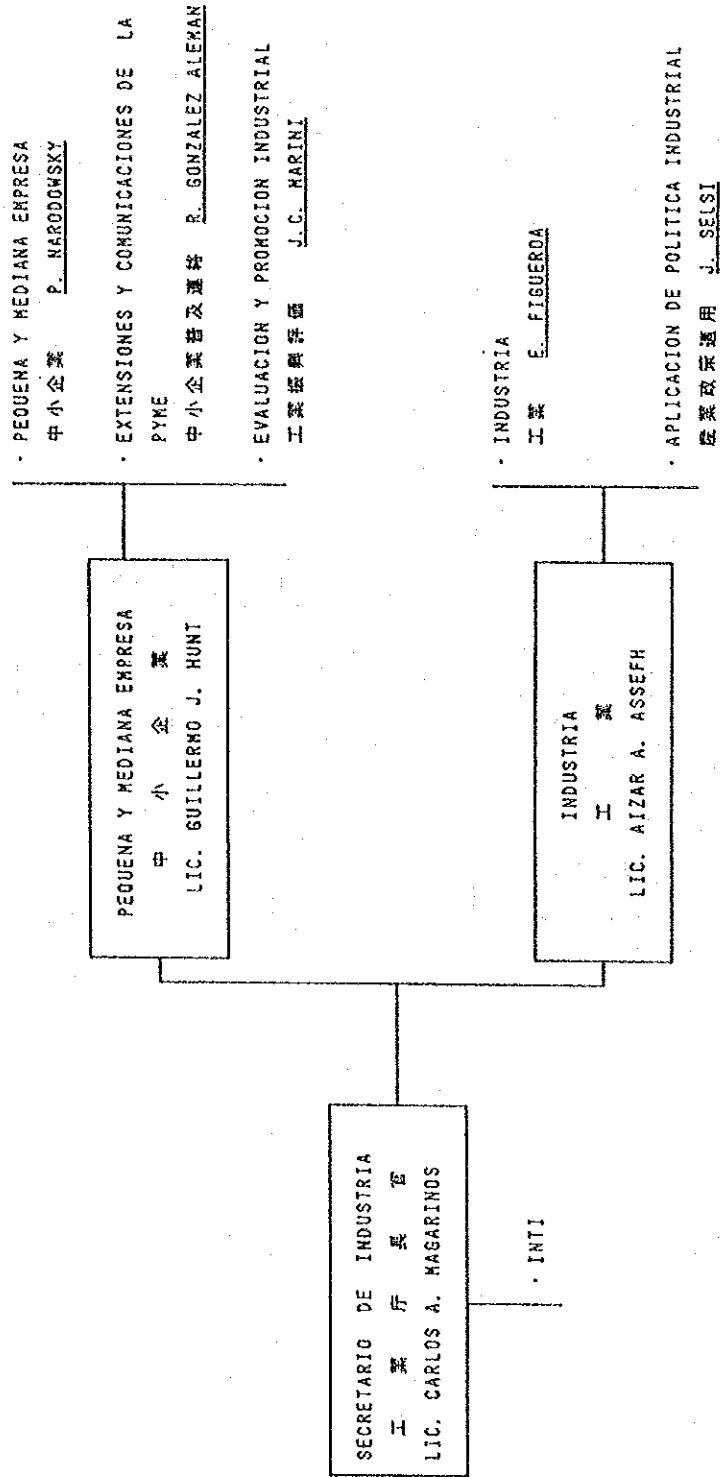 SECRETARIO DE INDUSTRIA
工業庁長官
LIC. CARLOS A. MAGARINOS
· INTI
PEQUENA Y MEDIANA EMPRESA
中小企業
LIC. GUILLERMO J. HUNT
· PEQUENA Y MEDIANA EMPRESA
中小企業 P. NARODOWSKY
· EXTENSIONES Y COMUNICACIONES DE LA
PYME
中小企業普及連絡 R. GONZALEZ ALEMAN
· EVALUACION Y PROMOCION INDUSTRIAL
工業振興評価 J.C. MARINI
INDUSTRIA
工業
LIC. AIZAR A. ASSEFH
· INDUSTRIA
工業 E. FIGUEROA
· APLICACION DE POLITICA INDUSTRIAL
産業政策適用 J. SELSI